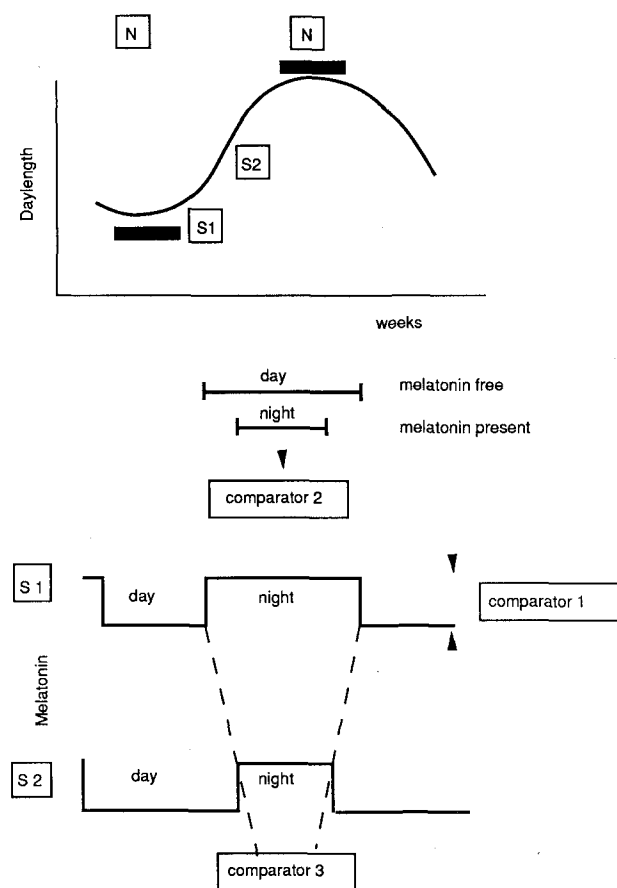 N
N
S2
S1
Daylength
weeks
day
melatonin free
night
melatonin present
comparator 2
S 1
day
night
comparator 1
Melatonin
S 2
day
night
comparator 3